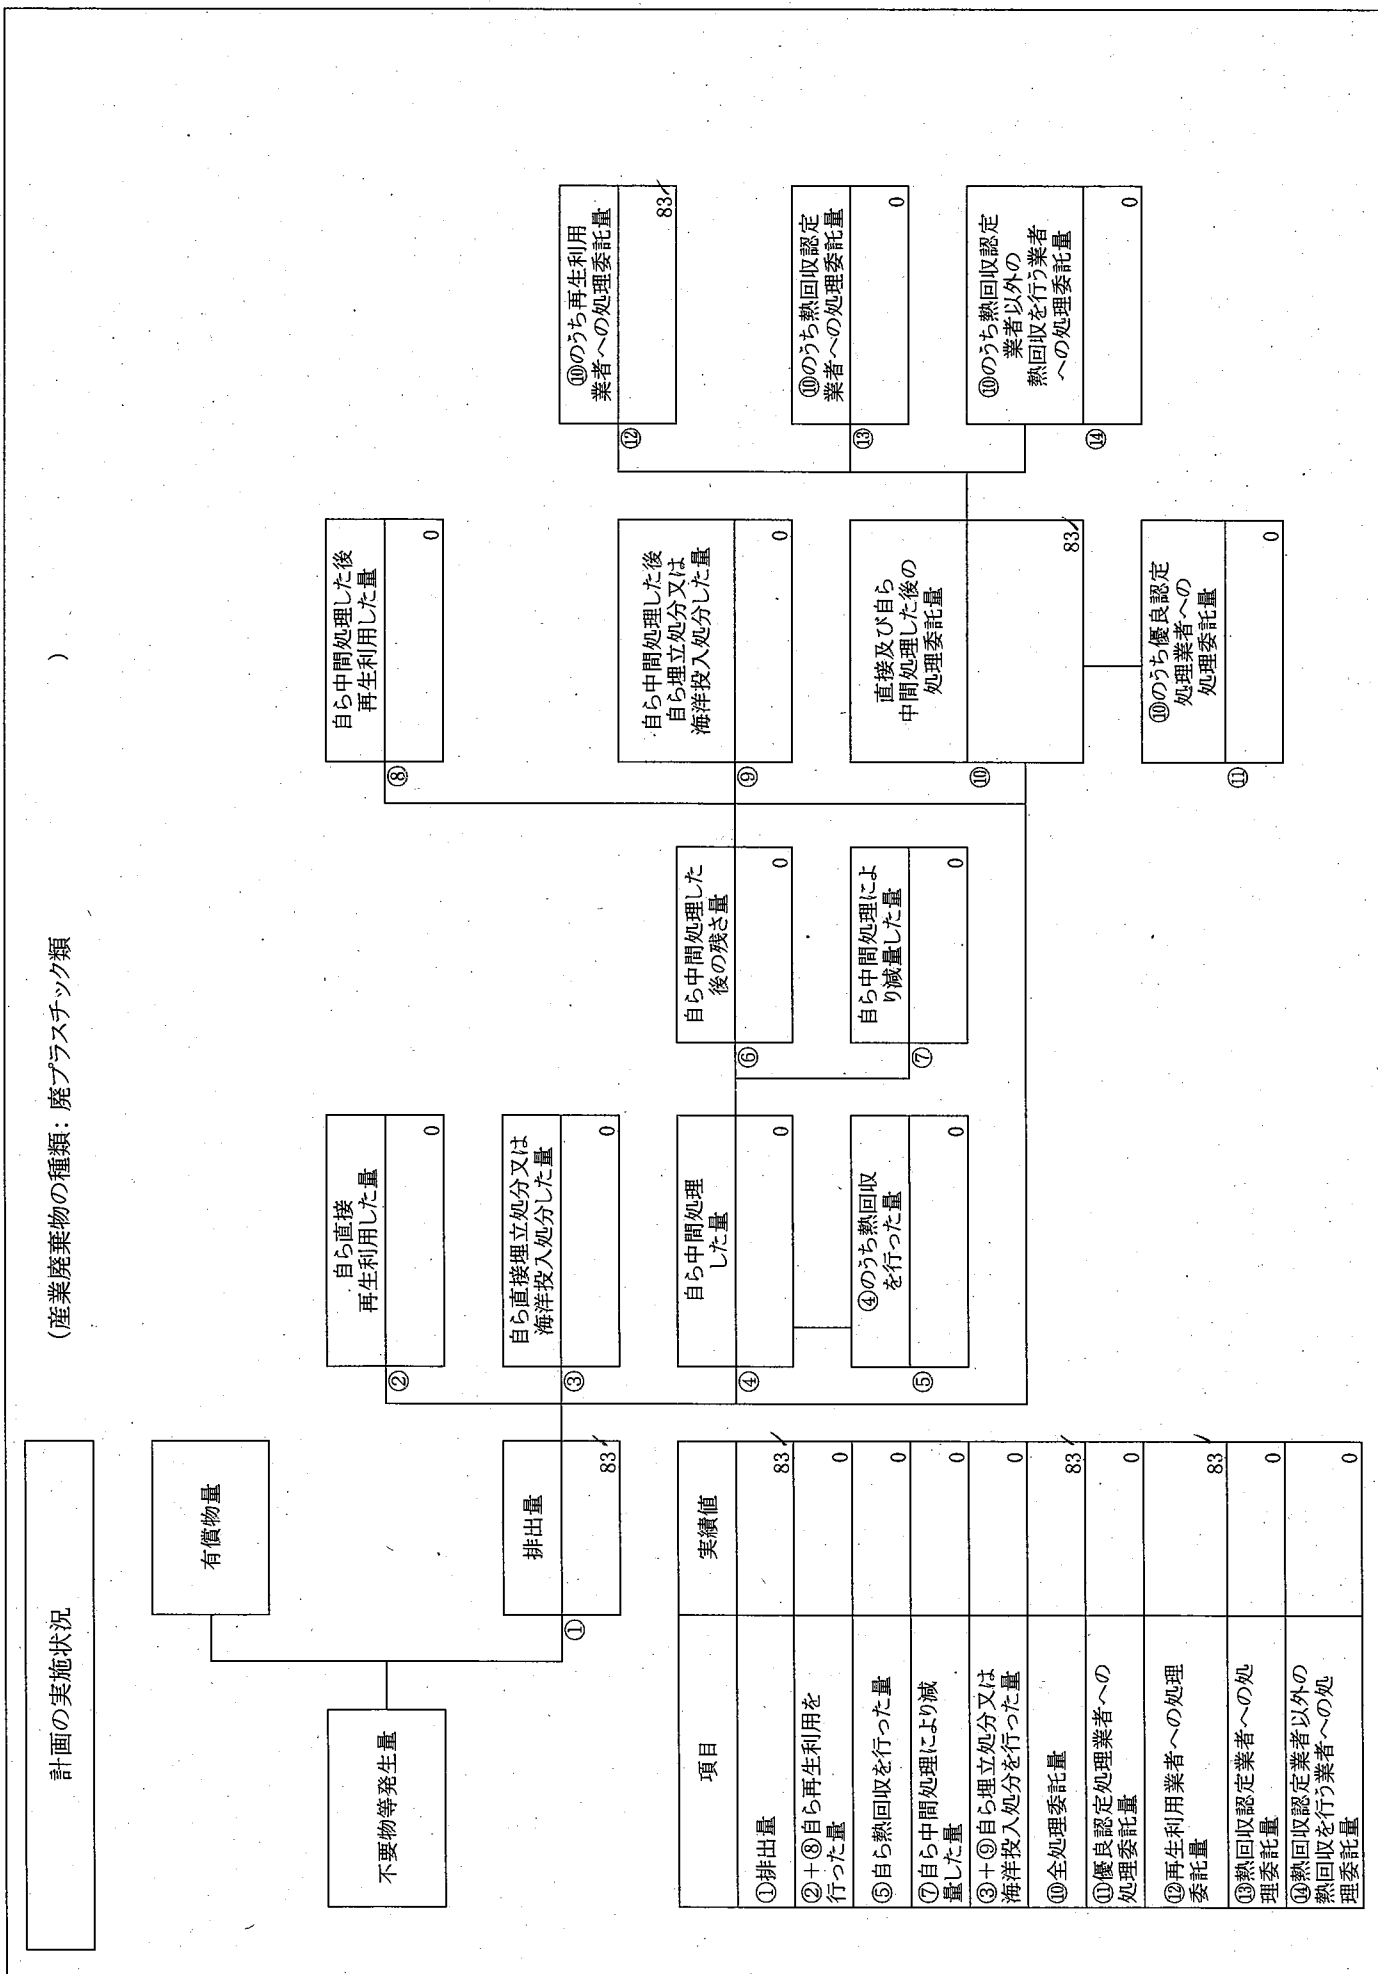 計画の実施状況
(産業廃棄物の種類：廃プラスチック類
)
不要物等発生量
有償物量
①
排出量
83
②
自ら直接
再生利用した量
0
③
自ら直接埋立処分又は
海洋投入処分した量
0
④
自ら中間処理
した量
0
⑤
④のうち熱回収
を行った量
0
⑥
自ら中間処理した
後の残さ量
0
⑦
自ら中間処理によ
り減量した量
0
⑧
自ら中間処理した後
再生利用した量
0
⑨
自ら中間処理した後
自ら埋立処分又は
海洋投入処分した量
0
⑩
直接及び自ら
中間処理した後の
処理委託量
83
⑪
⑩のうち優良認定
処理業者への
処理委託量
0
⑫
⑩のうち再生利用
業者への処理委託量
83
⑬
⑩のうち熱回収認定
業者への処理委託量
0
⑭
⑩のうち熱回収認定
業者以外の
熱回収を行う業者
への処理委託量
0
項目
実績値
①排出量
83
②＋⑧自ら再生利用を
行った量
0
⑤自ら熱回収を行った量
0
⑦自ら中間処理により減
量した量
0
③＋⑨自ら埋立処分又は
海洋投入処分を行った量
0
⑩全処理委託量
83
⑪優良認定処理業者への
処理委託量
0
⑫再生利用業者への処理
委託量
83
⑬熱回収認定業者への処
理委託量
0
⑭熱回収認定業者以外の
熱回収を行う業者への処
理委託量
0